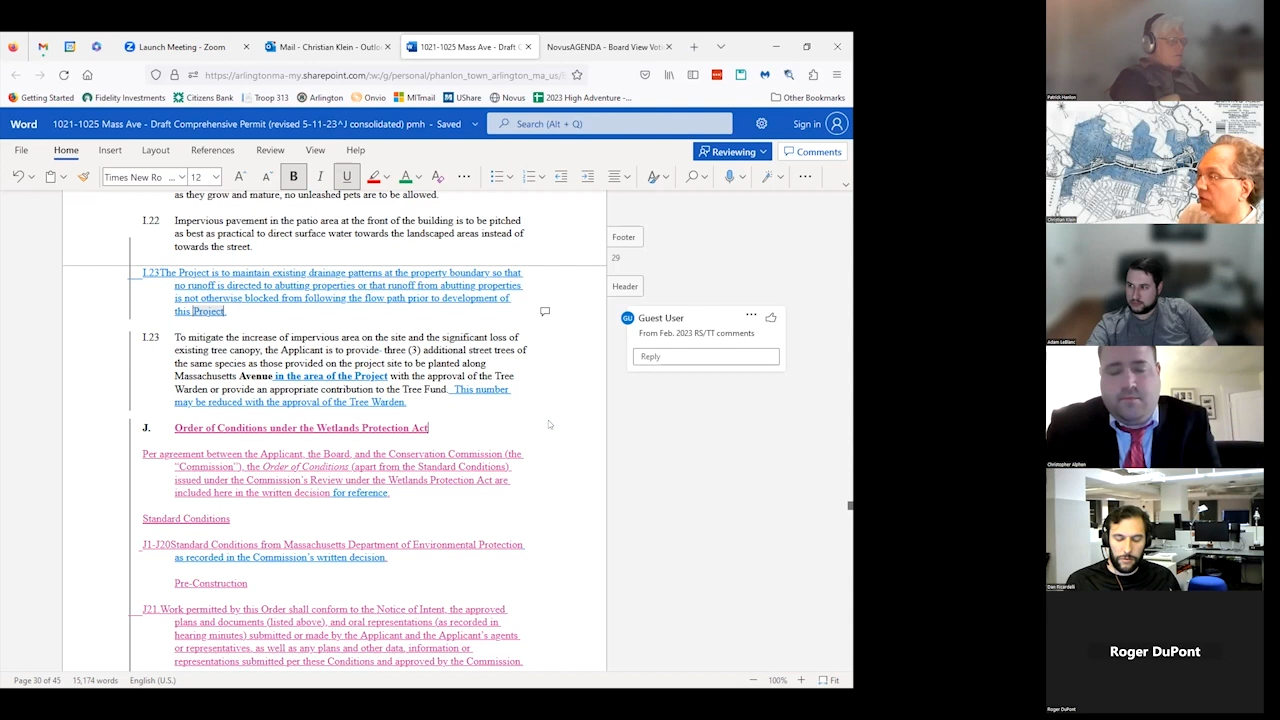 Launch Meeting - Zoom
Mail - Christian Klein - Outlo
1021-1025 Mass Ave - Draft C
NovusAGENDA - Board View Vot
https://arlingtonma-my.sharepoint.com/:w:/g/personal/phanlon_town_arlington_ma_us/
Getting Started
Fidelity Investments
Citizens Bank
Troop 313
Arlington
Onvio
MITmail
UShare
Novus
2023 High Adventure -...
Other Bookmarks
Word
1021-1025 Mass Ave - Draft Comprehensive Permit (revised 5-11-23^J consolidated) pmh - Saved
Search (Alt + Q)
Sign in
File
Home
Insert
Layout
References
Review
View
Help
Reviewing
Comments
Times New Ro ...
12
B
I
U
as they grow and mature, no unleashed pets are to be allowed.
I.22 Impervious pavement in the patio area at the front of the building is to be pitched
as best as practical to direct surface water towards the landscaped areas instead of
towards the street.
I.23The Project is to maintain existing drainage patterns at the property boundary so that
no runoff is directed to abutting properties or that runoff from abutting properties
is not otherwise blocked from following the flow path prior to development of
this Project.
I.23 To mitigate the increase of impervious area on the site and the significant loss of
existing tree canopy, the Applicant is to provide- three (3) additional street trees of
the same species as those provided on the project site to be planted along
Massachusetts Avenue in the area of the Project with the approval of the Tree
Warden or provide an appropriate contribution to the Tree Fund. This number
may be reduced with the approval of the Tree Warden.
J. Order of Conditions under the Wetlands Protection Act
Per agreement between the Applicant, the Board, and the Conservation Commission (the
“Commission”), the Order of Conditions (apart from the Standard Conditions)
issued under the Commission’s Review under the Wetlands Protection Act are
included here in the written decision for reference.
Standard Conditions
J1-J20Standard Conditions from Massachusetts Department of Environmental Protection
as recorded in the Commission’s written decision.
Pre-Construction
J21.Work permitted by this Order shall conform to the Notice of Intent, the approved
plans and documents (listed above), and oral representations (as recorded in
hearing minutes) submitted or made by the Applicant and the Applicant’s agents
or representatives, as well as any plans and other data, information or
representations submitted per these Conditions and approved by the Commission.
Footer
29
Header
GU
Guest User
From Feb. 2023 RS/TT comments
Reply
Page 30 of 45
15,174 words
English (U.S.)
100%
Fit
Patrick Hanlon
Christian Klein
Adam LeBlanc
Christopher Alphen
Dan Ricardelli
Roger DuPont
Roger DuPont